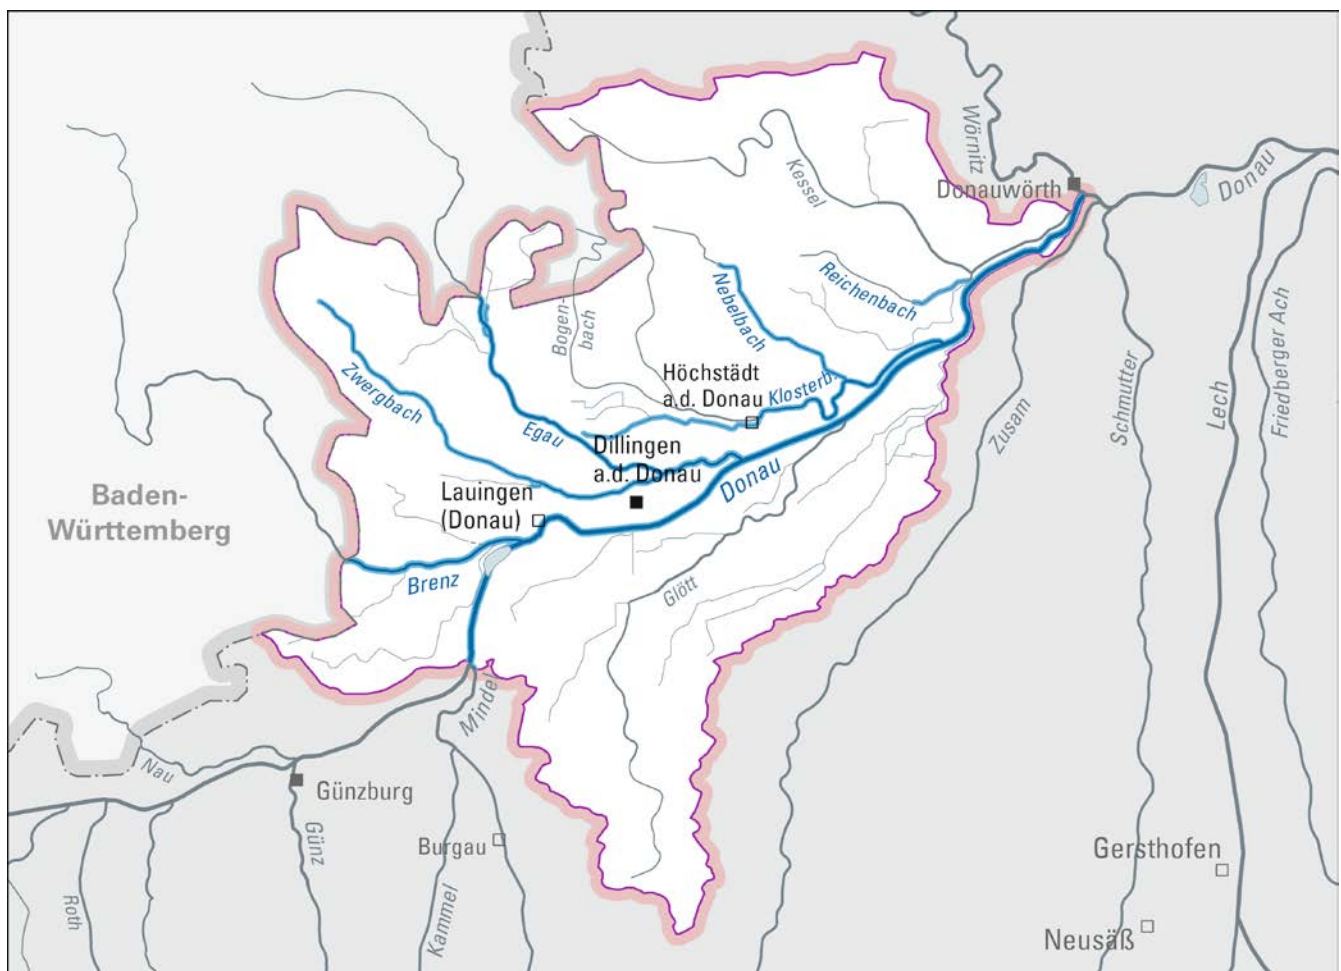 Wörnitz
Donauwörth
Donau
Kessel
Reichenbach
Nebelbach
Bogen-
bach
Zwergbach
Egau
Höchstädt
a.d. Donau
Klosterb.
Dillingen
a.d. Donau
Donau
Lauingen
(Donau)
Baden-
Württemberg
Brenz
Glött
Zusam
Schmutter
Lech
Friedberger Ach
Mindel
Nau
Günzburg
Günz
Burgau
Kammel
Roth
Gersthofen
Neusäß